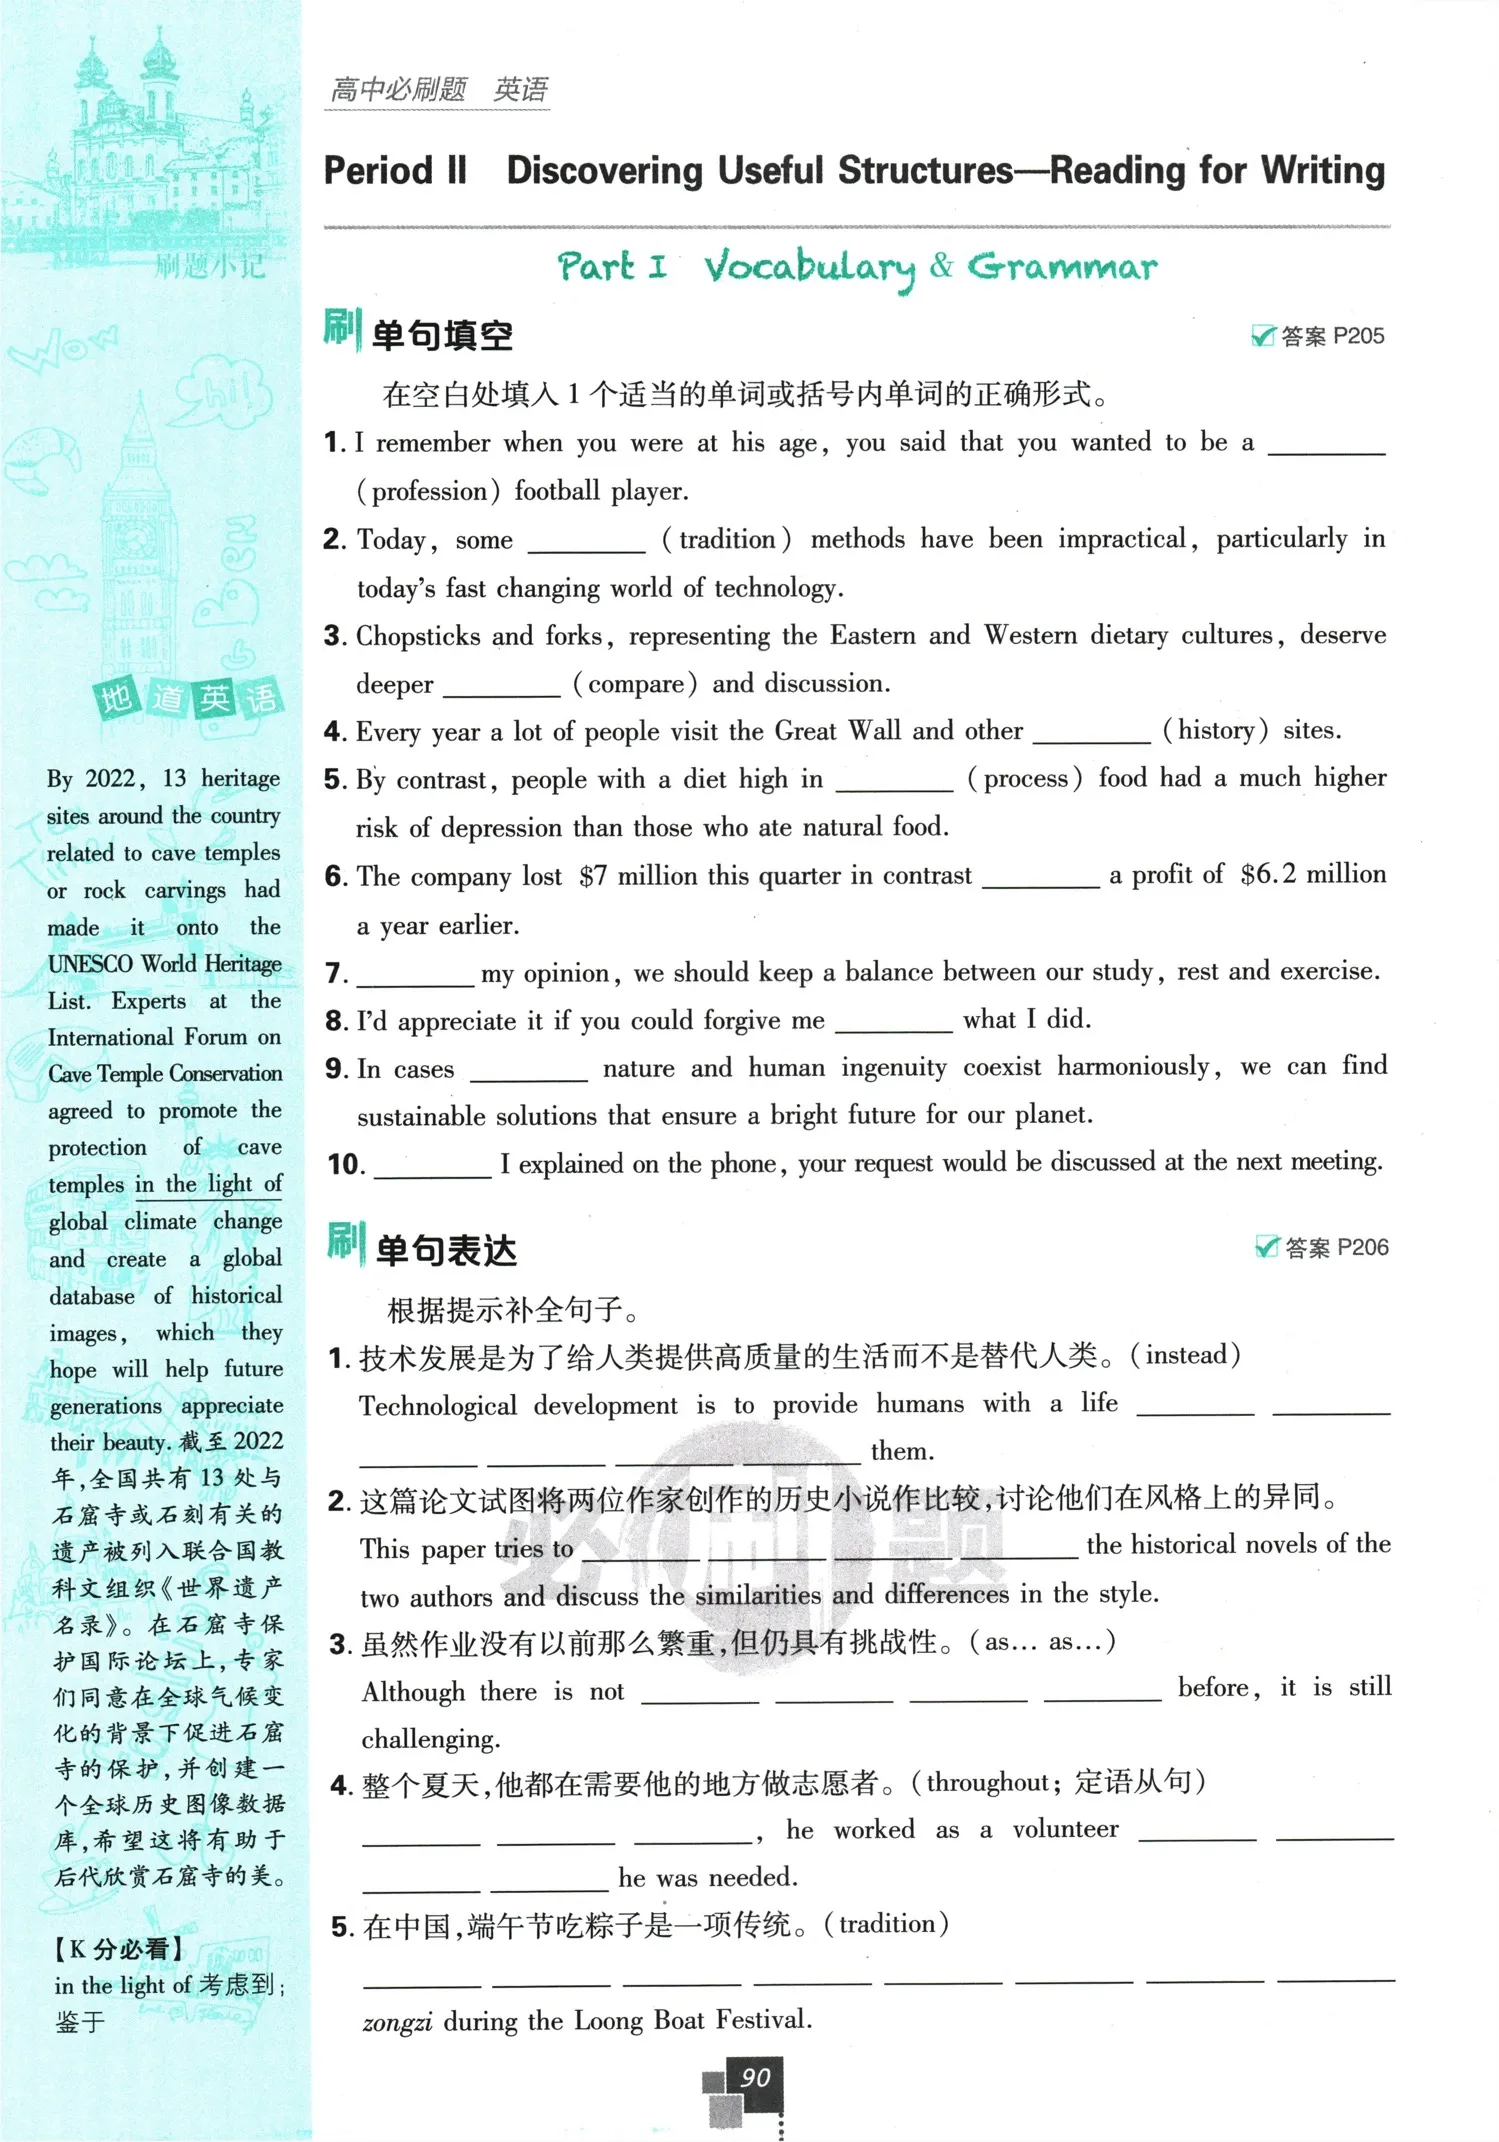 高中必刷题 英语
Period II Discovering Useful Structures—Reading for Writing
Part I Vocabulary & Grammar
刷 单句填空 答案 P205
在空白处填入 1 个适当的单词或括号内单词的正确形式。
1. I remember when you were at his age, you said that you wanted to be a ________
(profession) football player.
2. Today, some ________ (tradition) methods have been impractical, particularly in
today's fast changing world of technology.
3. Chopsticks and forks, representing the Eastern and Western dietary cultures, deserve
deeper ________ (compare) and discussion.
4. Every year a lot of people visit the Great Wall and other ________ (history) sites.
5. By contrast, people with a diet high in ________ (process) food had a much higher
risk of depression than those who ate natural food.
6. The company lost $7 million this quarter in contrast ________ a profit of $6.2 million
a year earlier.
7. ________ my opinion, we should keep a balance between our study, rest and exercise.
8. I'd appreciate it if you could forgive me ________ what I did.
9. In cases ________ nature and human ingenuity coexist harmoniously, we can find
sustainable solutions that ensure a bright future for our planet.
10. ________ I explained on the phone, your request would be discussed at the next meeting.
刷 单句表达 答案 P206
根据提示补全句子。
1. 技术发展是为了给人类提供高质量的生活而不是替代人类。(instead)
Technological development is to provide humans with a life ________ ________
________ ________ ________ ________ them.
2. 这篇论文试图将两位作家创作的历史小说作比较,讨论他们在风格上的异同。
This paper tries to ________ ________ ________ ________ the historical novels of the
two authors and discuss the similarities and differences in the style.
3. 虽然作业没有以前那么繁重,但仍具有挑战性。(as… as…)
Although there is not ________ ________ ________ ________ before, it is still
challenging.
4. 整个夏天,他都在需要他的地方做志愿者。(throughout; 定语从句)
________ ________ ________, he worked as a volunteer ________ ________
________ ________ he was needed.
5. 在中国,端午节吃粽子是一项传统。(tradition)
________ ________ ________ ________ ________ ________ ________ ________
zongzi during the Loong Boat Festival.
90
刷题小记
Wow
hi!
Big Ben
地道英语
By 2022, 13 heritage
sites around the country
related to cave temples
or rock carvings had
made it onto the
UNESCO World Heritage
List. Experts at the
International Forum on
Cave Temple Conservation
agreed to promote the
protection of cave
temples in the light of
global climate change
and create a global
database of historical
images, which they
hope will help future
generations appreciate
their beauty. 截至 2022
年,全国共有 13 处与
石窟寺或石刻有关的
遗产被列入联合国教
科文组织《世界遗产
名录》。在石窟寺保
护国际论坛上,专家
们同意在全球气候变
化的背景下促进石窟
寺的保护,并创建一
个全球历史图像数据
库,希望这将有助于
后代欣赏石窟寺的美。
【K 分必看】
in the light of 考虑到;
鉴于
必刷题